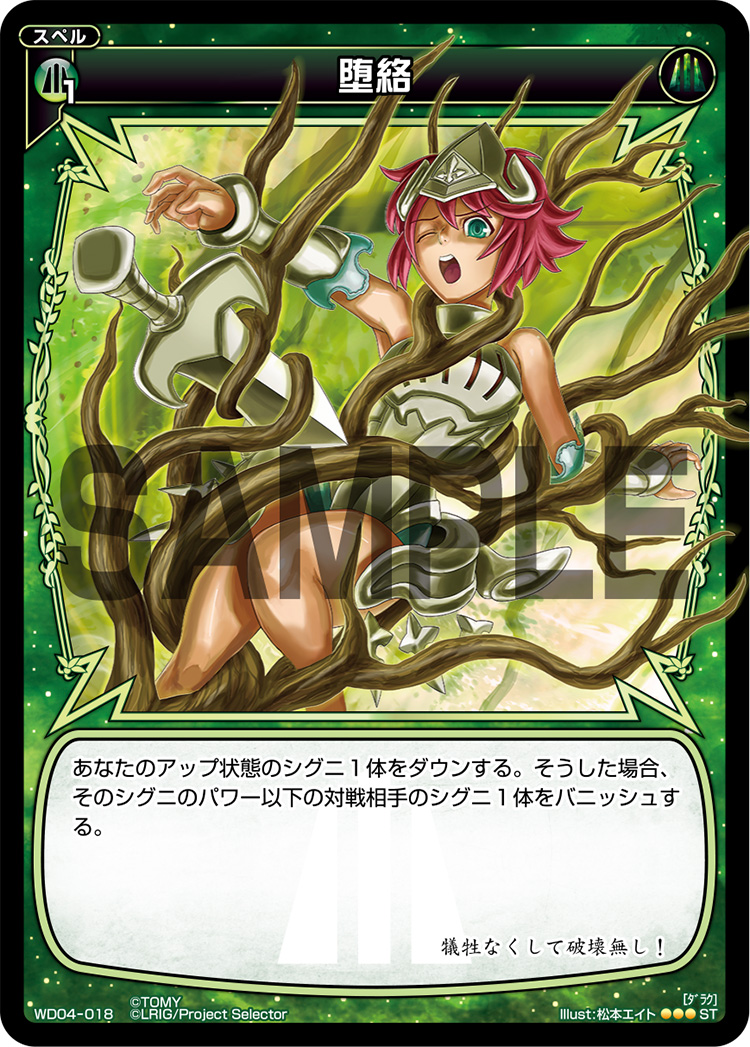 スペル
1
堕絡
SAMPLE
あなたのアップ状態のシグニ１体をダウンする。そうした場合、
そのシグニのパワー以下の対戦相手のシグニ１体をバニッシュす
る。
犠牲なくして破壊無し！
[ﾀﾞﾗｸ]
©TOMY
WD04-018 ©LRIG/Project Selector
Illust:松本エイト ST